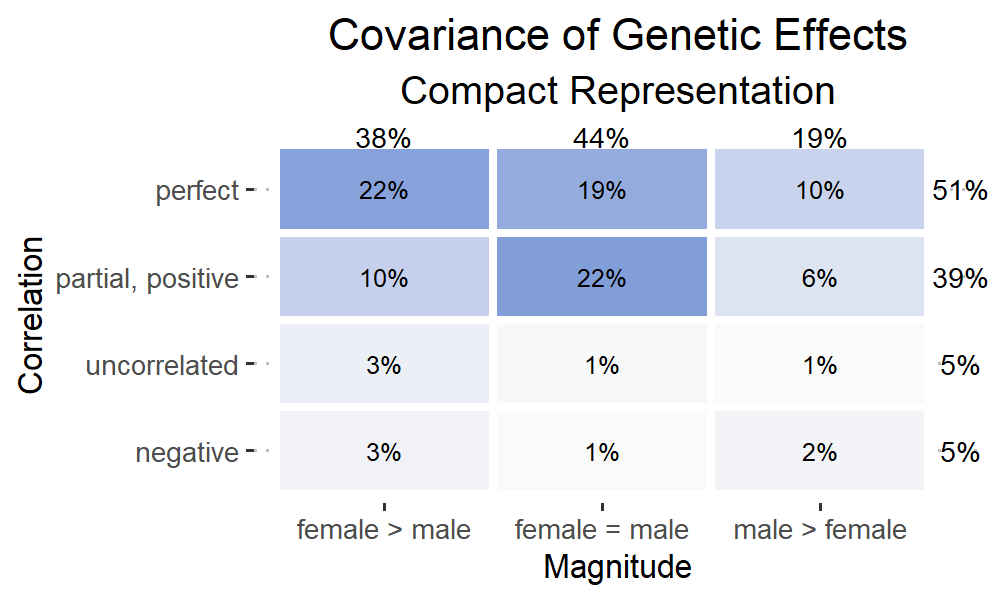 Covariance of Genetic Effects
Compact Representation
38% 44% 19%
perfect 22% 19% 10% 51%
partial, positive 10% 22% 6% 39%
uncorrelated 3% 1% 1% 5%
negative 3% 1% 2% 5%
Correlation
female > male female = male male > female
Magnitude